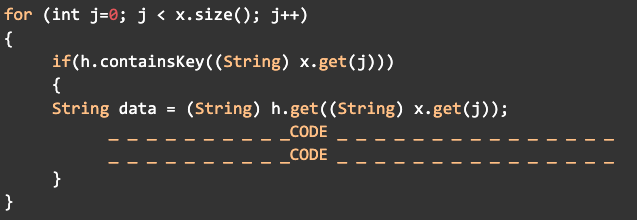 for (int j=0; j < x.size(); j++)
{
if(h.containsKey((String) x.get(j)))
{
String data = (String) h.get((String) x.get(j));
_ _ _ _ _ _ _ _ _ _CODE _ _ _ _ _ _ _ _ _ _ _ _ _ _ _
_ _ _ _ _ _ _ _ _ _CODE _ _ _ _ _ _ _ _ _ _ _ _ _ _ _
}
}